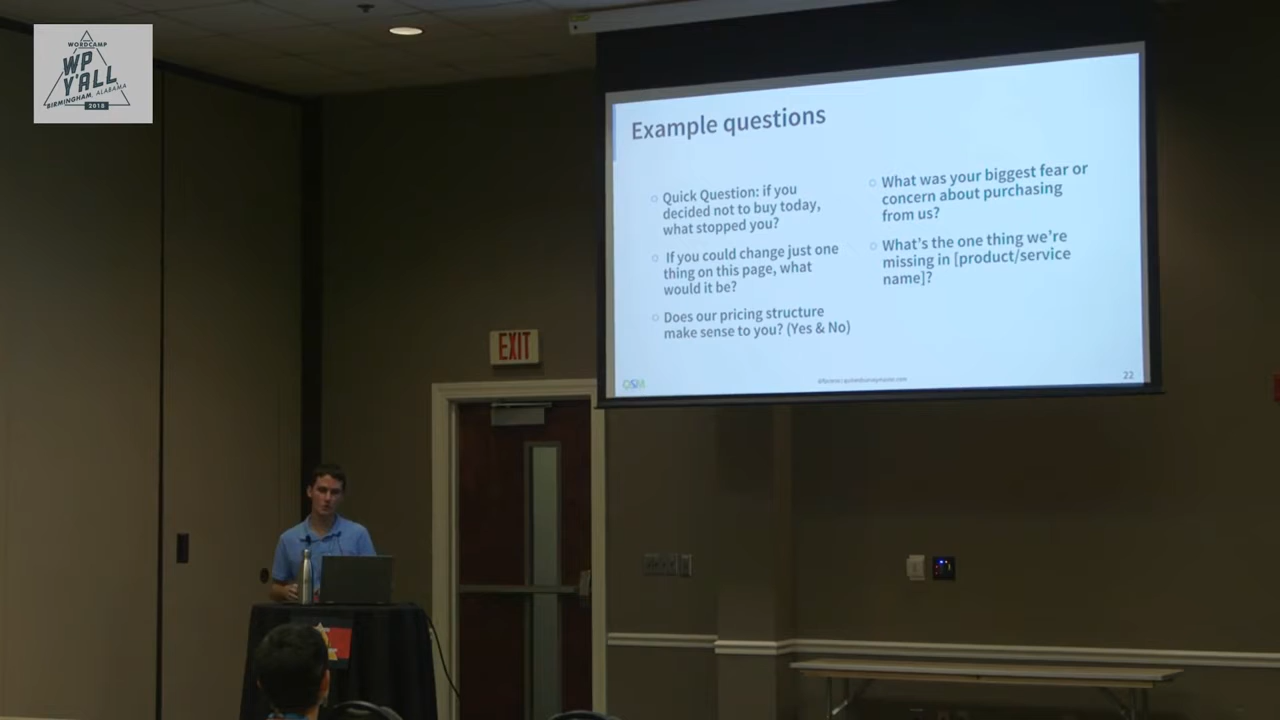 WORDCAMP
WP
Y'ALL
BIRMINGHAM, ALABAMA
2018
Example questions
Quick Question: if you
decided not to buy today,
what stopped you?
If you could change just one
thing on this page, what
would it be?
Does our pricing structure
make sense to you? (Yes & No)
What was your biggest fear or
concern about purchasing
from us?
What's the one thing we're
missing in [product/service
name]?
QSM
22
EXIT